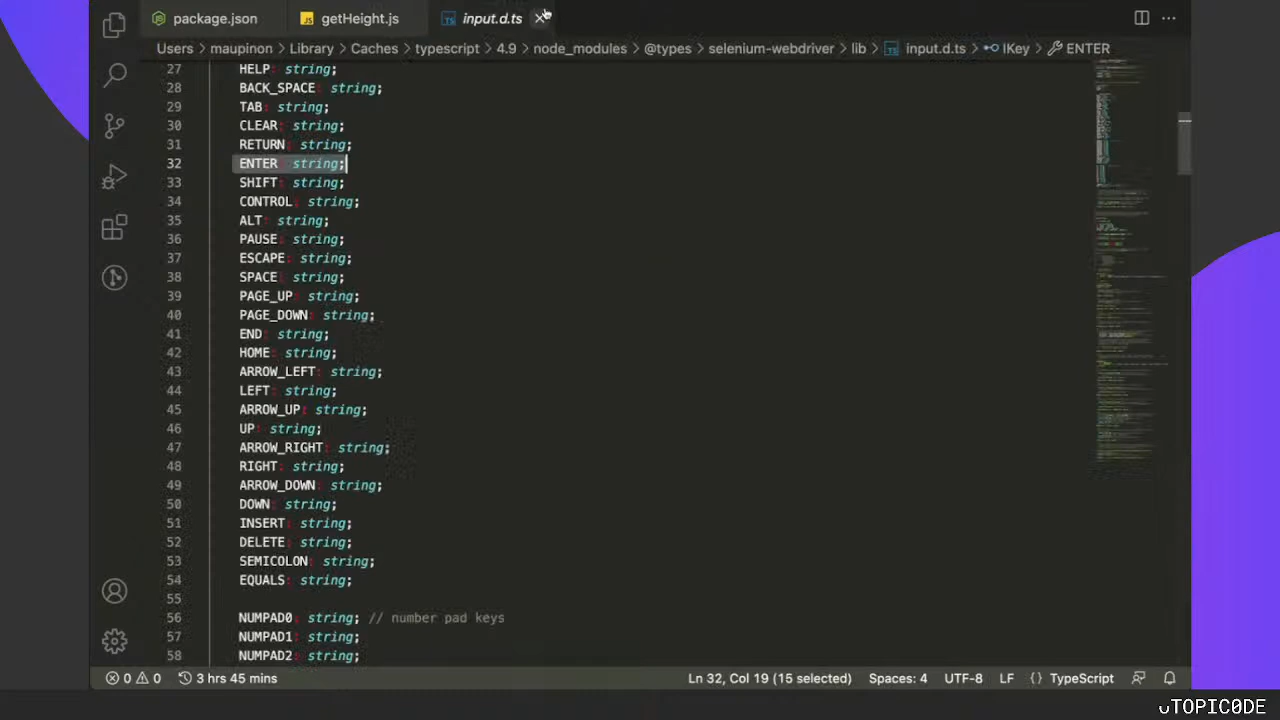 package.json
getHeight.js
input.d.ts
Users > maupinon > Library > Caches > typescript > 4.9 > node_modules > @types > selenium-webdriver > lib > input.d.ts > IKey > ENTER
27 HELP: string;
28 BACK_SPACE: string;
29 TAB: string;
30 CLEAR: string;
31 RETURN: string;
32 ENTER: string;
33 SHIFT: string;
34 CONTROL: string;
35 ALT: string;
36 PAUSE: string;
37 ESCAPE: string;
38 SPACE: string;
39 PAGE_UP: string;
40 PAGE_DOWN: string;
41 END: string;
42 HOME: string;
43 ARROW_LEFT: string;
44 LEFT: string;
45 ARROW_UP: string;
46 UP: string;
47 ARROW_RIGHT: string;
48 RIGHT: string;
49 ARROW_DOWN: string;
50 DOWN: string;
51 INSERT: string;
52 DELETE: string;
53 SEMICOLON: string;
54 EQUALS: string;
55
56 NUMPAD0: string; // number pad keys
57 NUMPAD1: string;
58 NUMPAD2: string;
0 0 3 hrs 45 mins Ln 32, Col 19 (15 selected) Spaces: 4 UTF-8 LF {} TypeScript